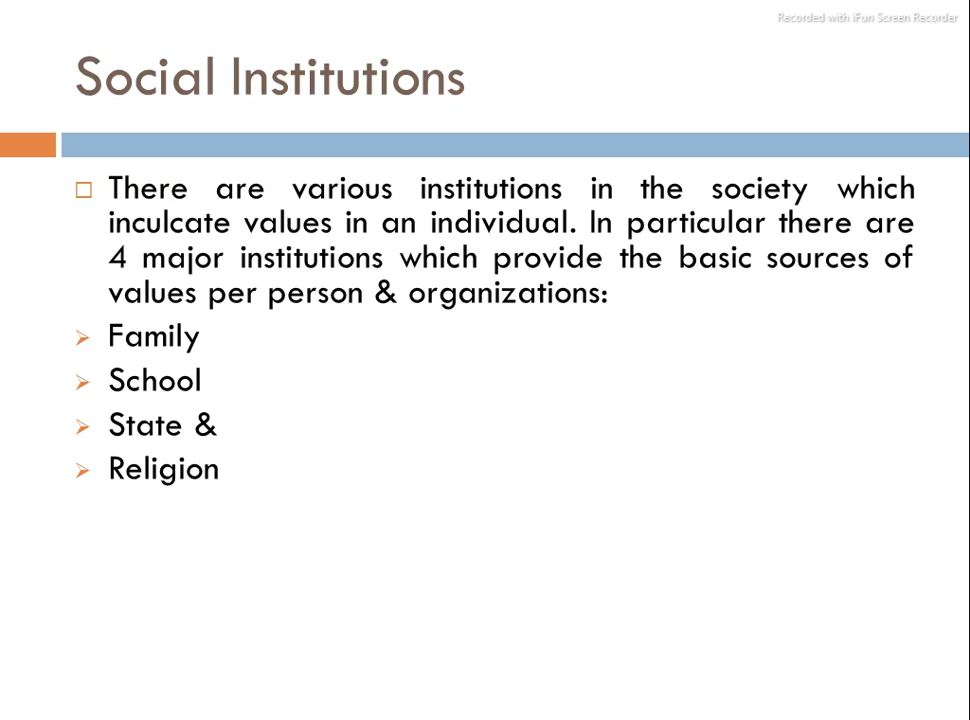 Recorded with iFun Screen Recorder
Social Institutions
There are various institutions in the society which
inculcate values in an individual. In particular there are
4 major institutions which provide the basic sources of
values per person & organizations:
Family
School
State &
Religion